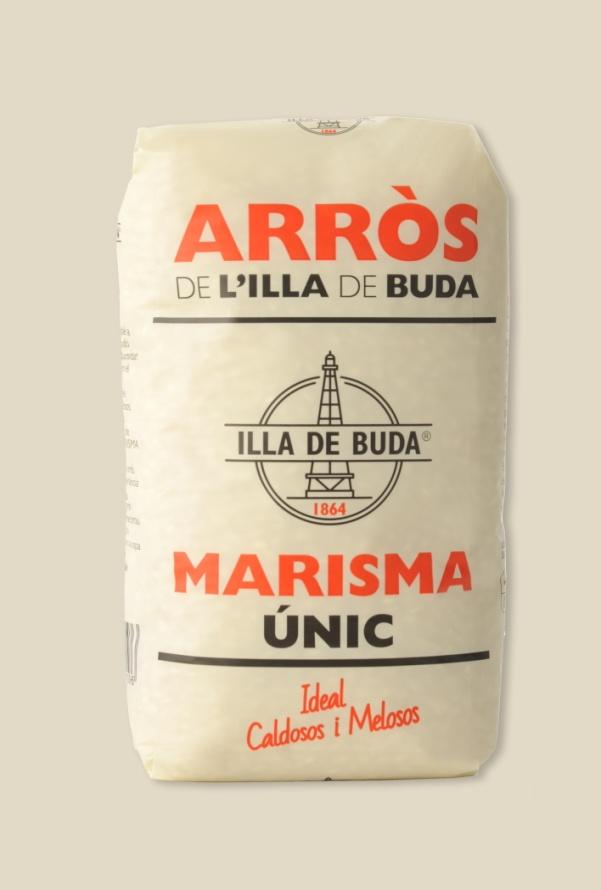 ARRÒS
DE L'ILLA DE BUDA
ILLA DE BUDA®
1864
MARISMA
ÚNIC
Ideal
Caldosos i Melosos